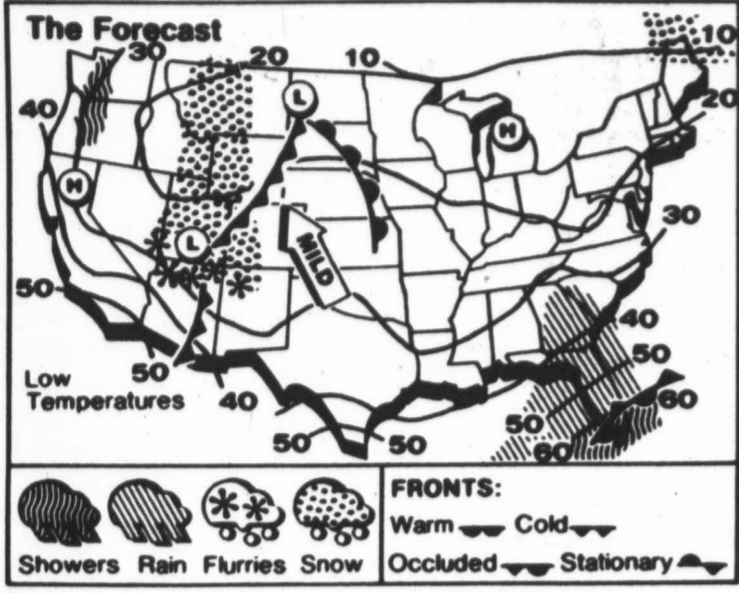 The Forecast
30
20
10
10
40
20
L
H
H
L
MILD
30
50
40
50
50
Low
Temperatures
40
50
50
50
60
60
FRONTS:
Warm Cold
Showers Rain Flurries Snow
Occluded Stationary